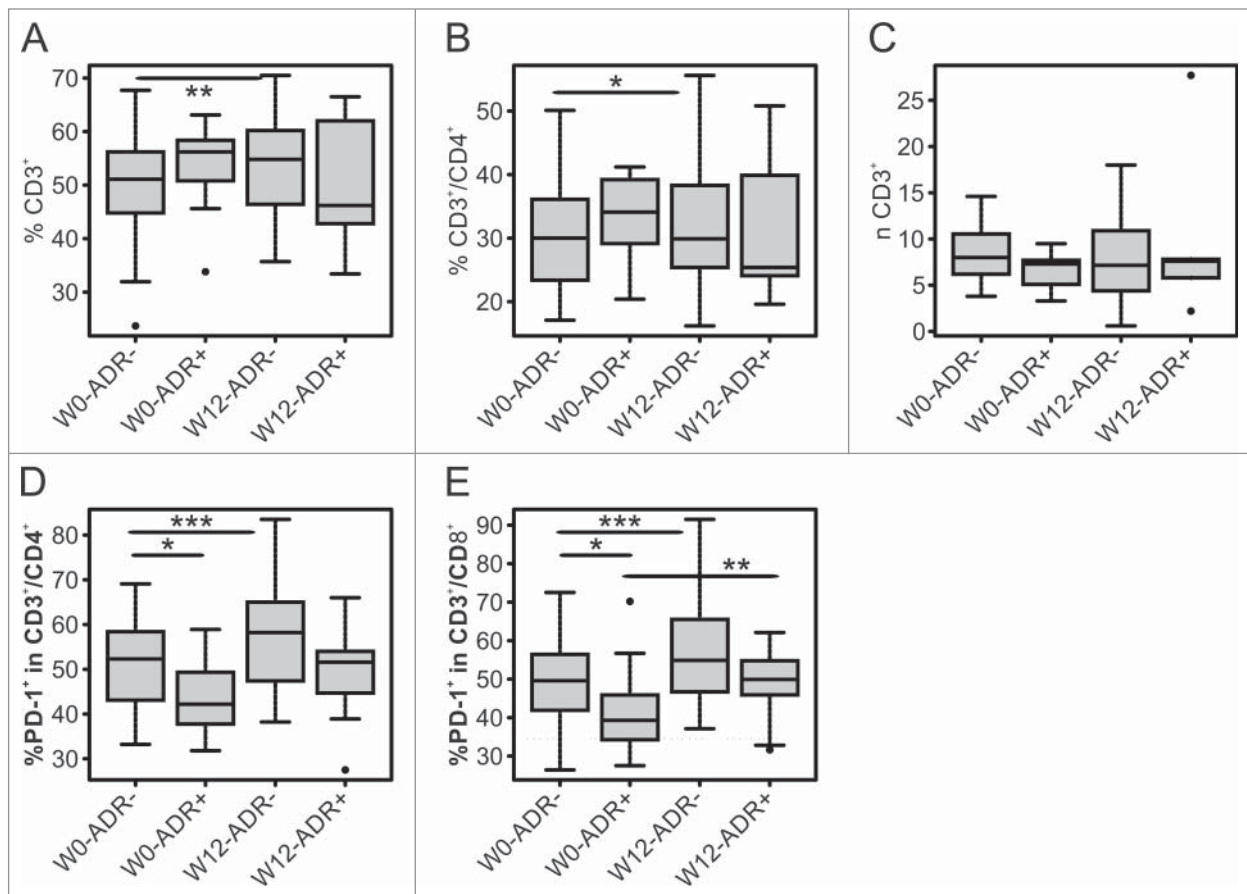 A
% CD3⁺
70
60
50
40
30
**
W0-ADR-
W0-ADR+
W12-ADR-
W12-ADR+
B
% CD3⁺/CD4⁺
50
40
30
20
*
W0-ADR-
W0-ADR+
W12-ADR-
W12-ADR+
C
n CD3⁺
25
20
15
10
5
0
W0-ADR-
W0-ADR+
W12-ADR-
W12-ADR+
D
%PD-1⁺ in CD3⁺/CD4⁺
80
70
60
50
40
30
***
*
W0-ADR-
W0-ADR+
W12-ADR-
W12-ADR+
E
%PD-1⁺ in CD3⁺/CD8⁺
90
80
70
60
50
40
30
***
*
**
W0-ADR-
W0-ADR+
W12-ADR-
W12-ADR+